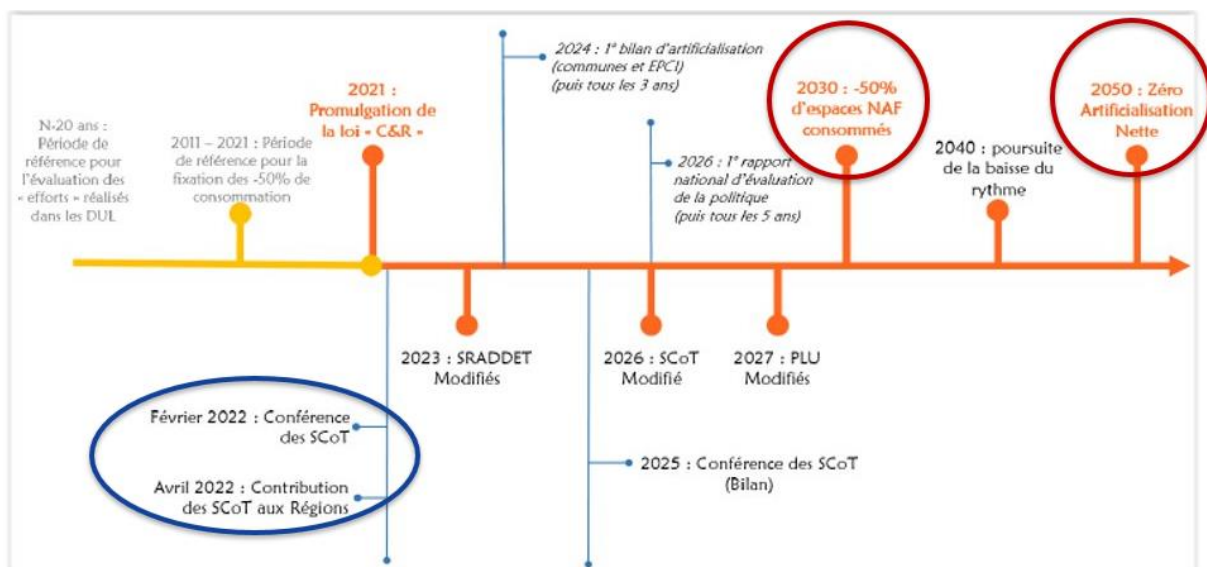 N-20 ans :
Période de
référence pour
l'évaluation des
« efforts » réalisés
dans les DUL
2011 – 2021 : Période
de référence pour la
fixation des -50% de
consommation
2021 :
Promulgation de
la loi « C&R »
2024 : 1° bilan d'artificialisation
(communes et EPCI)
(puis tous les 3 ans)
2026 : 1° rapport
national d'évaluation
de la politique
(puis tous les 5 ans)
2030 : -50%
d'espaces NAF
consommés
2040 : poursuite
de la baisse du
rythme
2050 : Zéro
Artificialisation
Nette
2023 : SRADDET
Modifiés
2026 : SCoT
Modifié
2027 : PLU
Modifiés
Février 2022 : Conférence
des SCoT
Avril 2022 : Contribution
des SCoT aux Régions
2025 : Conférence des SCoT
(Bilan)